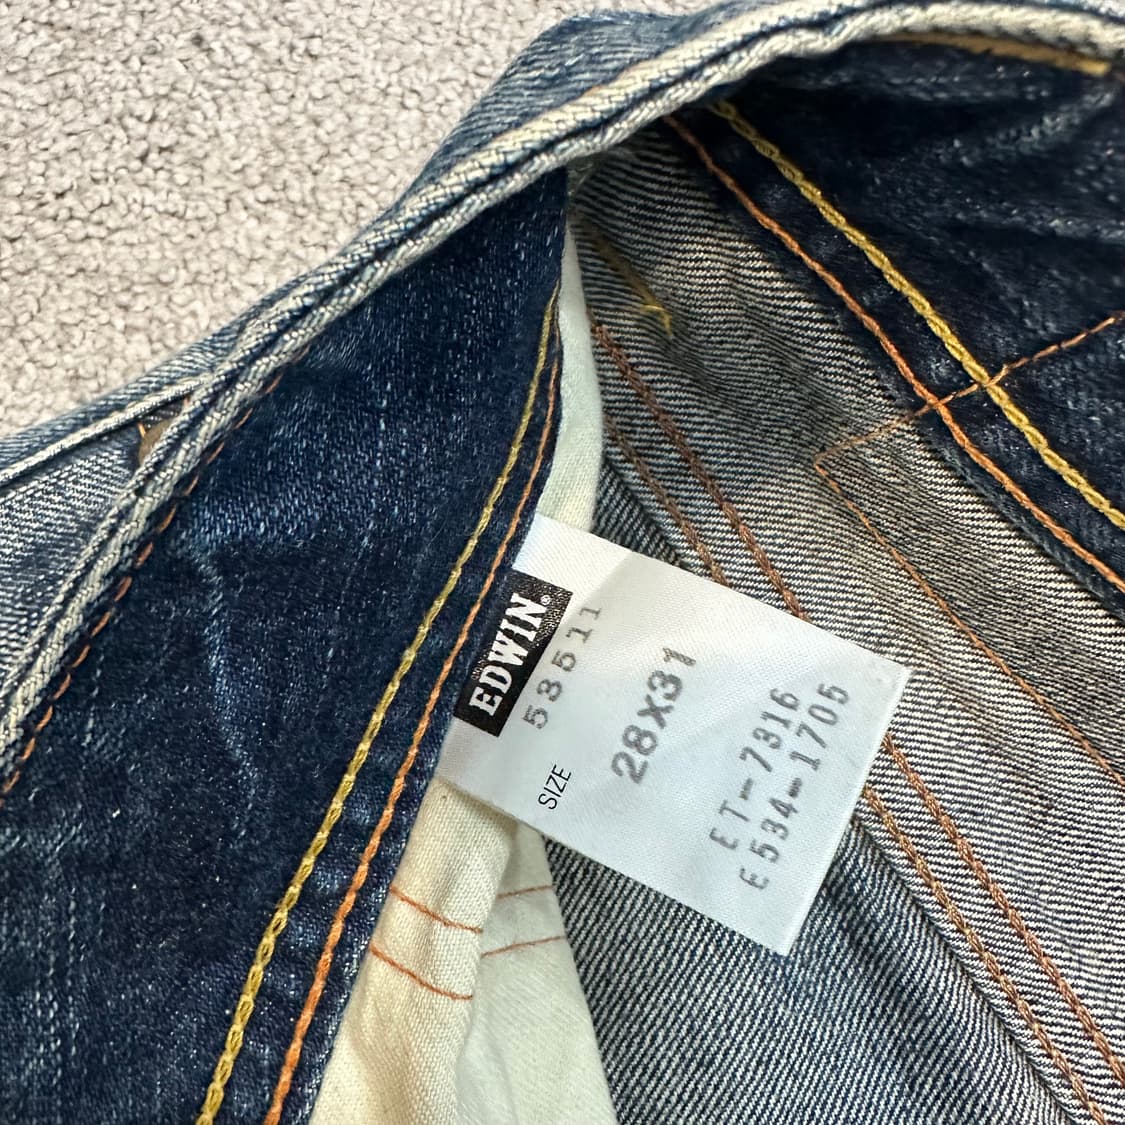 EDWIN®
53511
SIZE
28X31
ET-7316
E534-1705